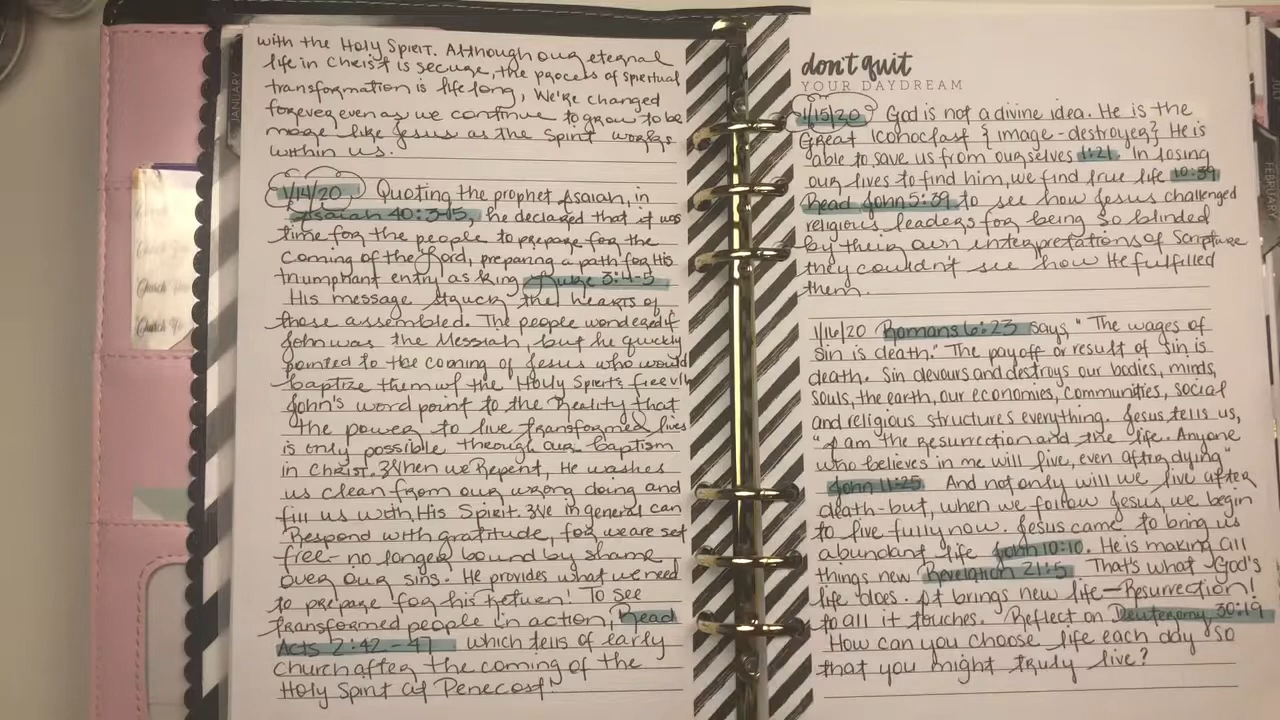 with the Holy Spirit. Although our eternal
life in Christ is secure, the process of spiritual
transformation is life long, We're changed
forever even as we continue to grow to be
more like Jesus as the Spirit works
within us.
1/14/20 Quoting the prophet Isaiah, in
Isaiah 40:3-15, he declared that it was
time for the people to prepare for the
coming of the Lord, preparing a path for His
triumphant entry as King Luke 3:4-5
His message struck the hearts of
those assembled. The people wondered if
John was the Messiah, but he quickly
pointed to the coming of Jesus who would
baptize them w/ the Holy Spirit's
John's word point to the reality that
the power to live transformed lives
is only possible through our baptism
in Christ. When we Repent, He washes
us clean from our wrong doing and
fill us with His Spirit. We in general can
Respond with gratitude, for we are set
free- no longer bound by shame
over our sins. He provides what we need
to prepare for his return! To see
transformed people in action, Read
Acts 2:42-47 which tells of early
church after the coming of the
Holy Spirit at Penecost!
JANUARY
don't quit
YOUR DAYDREAM
1/15/20 God is not a divine idea. He is the
Great Iconoclast {image-destroyer} He is
able to save us from ourselves 1:21. In losing
our lives to find him, we find true life 10:39
Read John 5:39 to see how Jesus challenged
religious leaders for being so blinded
by their own interpretations of Scripture
they couldn't see how He fulfilled
them.
1/16/20 Romans 6:23 says, "The wages of
sin is death." The payoff or result of sin is
death. Sin devours and destroys our bodies, minds,
souls, the earth, our economies, communities, social
and religious structures everything. Jesus tells us,
"I am the Resurrection and the life. Anyone
who believes in me will live, even after dying"
John 11:25 And not only will we live after
death-but, when we follow Jesus, we begin
to live fully now. Jesus came to bring us
abundant life John 10:10. He is making all
things new Revelation 21:5 That's what God's
life does. It brings new life—Resurrection!
to all it touches. Reflect on Deuteromy 30:19
How can you choose life each day so
that you might truly live?
FEBRUARY